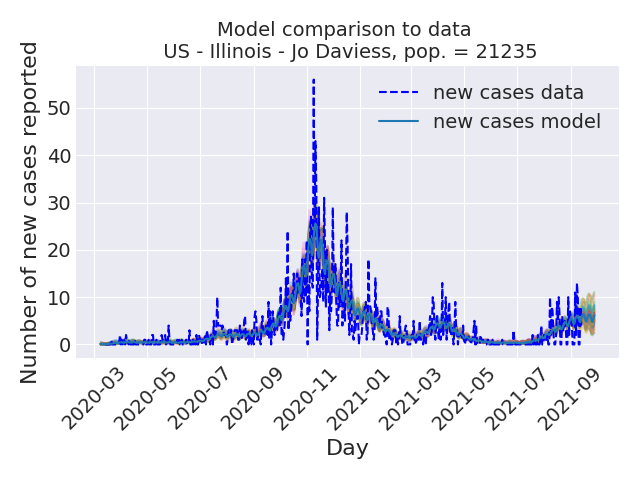 Model comparison to data
US - Illinois - Jo Daviess, pop. = 21235
Number of new cases reported
50
40
30
20
10
0
new cases data
new cases model
2020-03
2020-05
2020-07
2020-09
2020-11
2021-01
2021-03
2021-05
2021-07
2021-09
Day